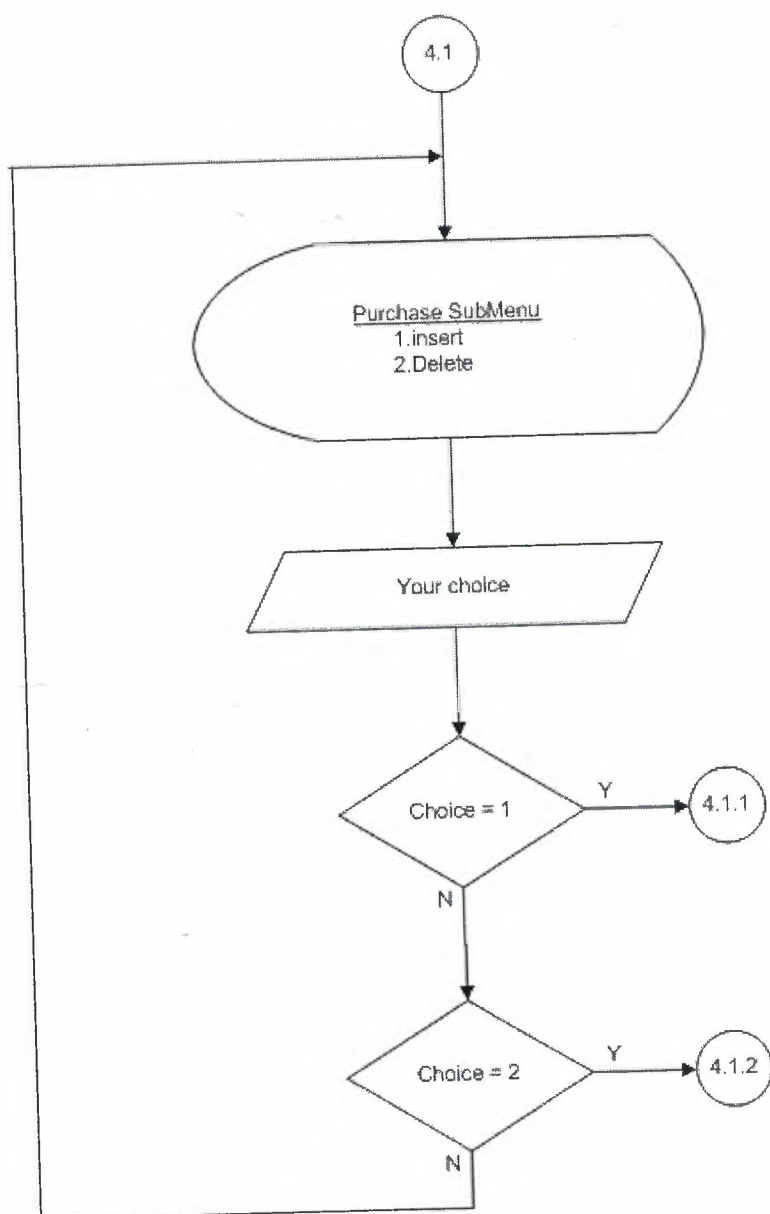 4.1
Purchase SubMenu
1.insert
2.Delete
Your choice
Choice = 1
Y
4.1.1
N
Choice = 2
Y
4.1.2
N